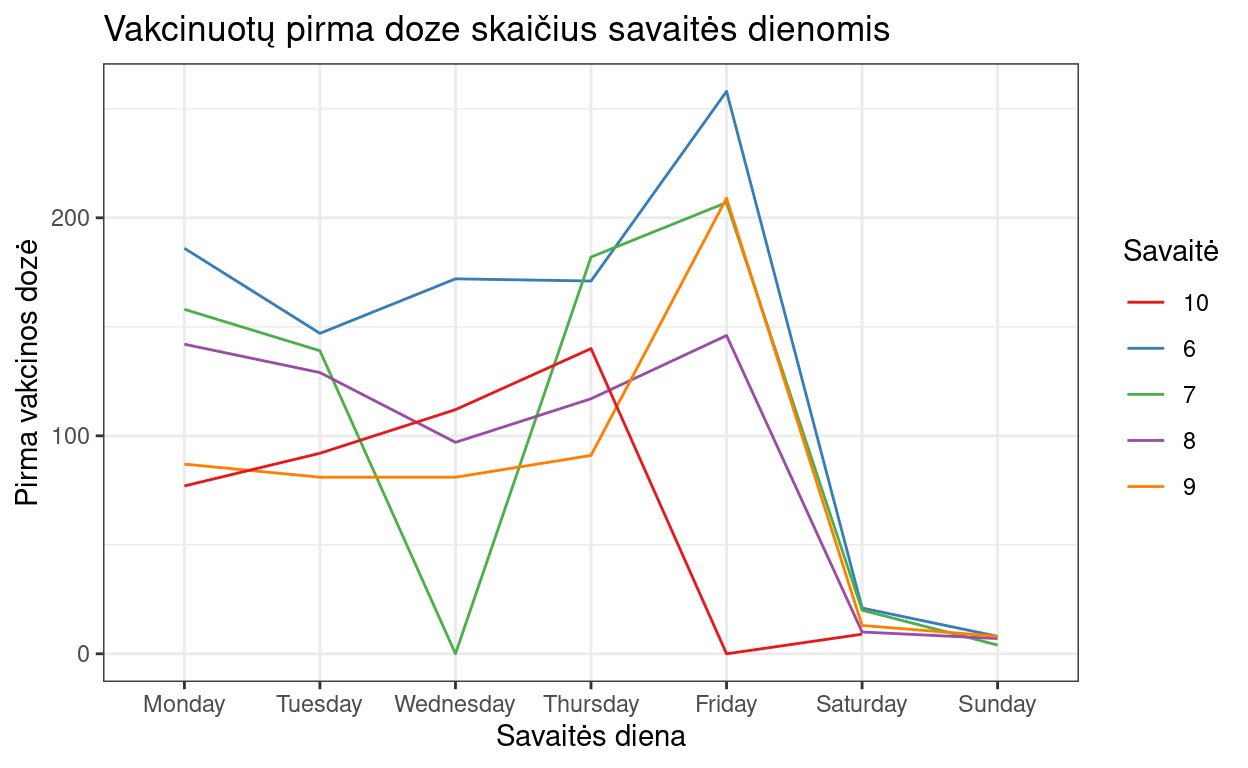 Vakcinuotų pirma doze skaičius savaitės dienomis
Pirma vakcinos dozė
200
100
0
Monday Tuesday Wednesday Thursday Friday Saturday Sunday
Savaitės diena
Savaitė
10
6
7
8
9